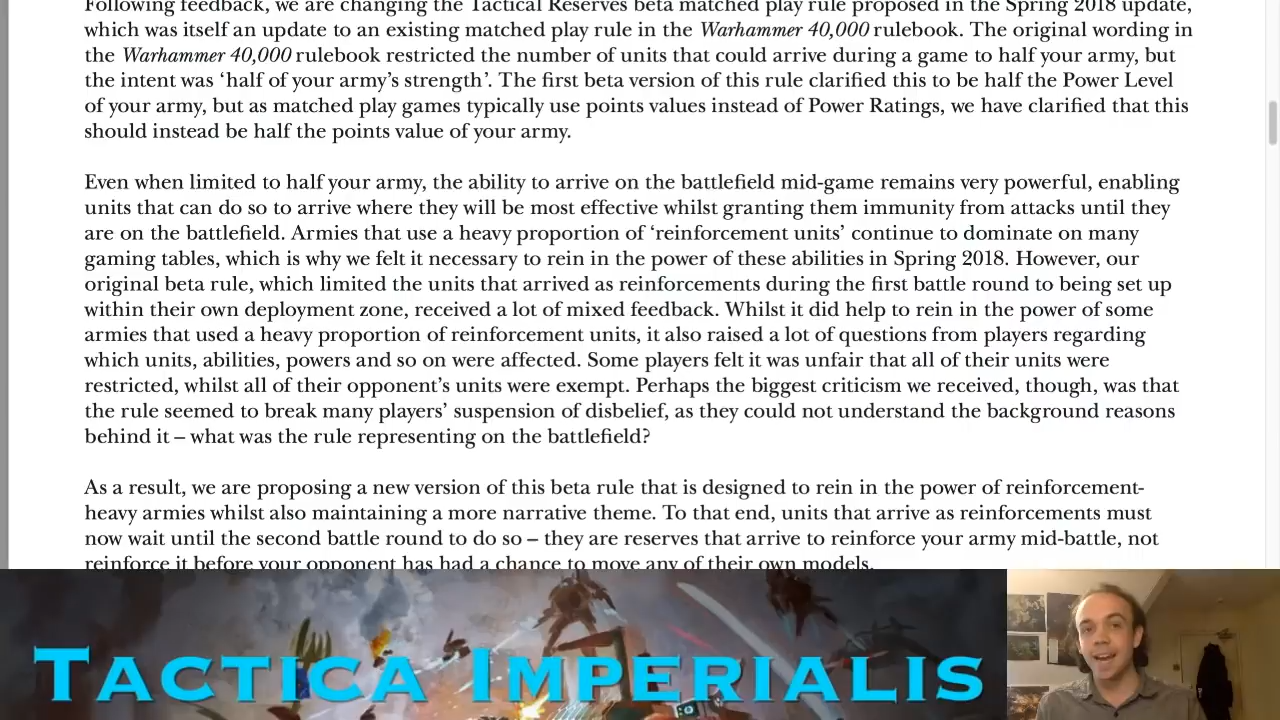 Following feedback, we are changing the Tactical Reserves beta matched play rule proposed in the Spring 2018 update,
which was itself an update to an existing matched play rule in the Warhammer 40,000 rulebook. The original wording in
the Warhammer 40,000 rulebook restricted the number of units that could arrive during a game to half your army, but
the intent was ‘half of your army’s strength’. The first beta version of this rule clarified this to be half the Power Level
of your army, but as matched play games typically use points values instead of Power Ratings, we have clarified that this
should instead be half the points value of your army.
Even when limited to half your army, the ability to arrive on the battlefield mid-game remains very powerful, enabling
units that can do so to arrive where they will be most effective whilst granting them immunity from attacks until they
are on the battlefield. Armies that use a heavy proportion of ‘reinforcement units’ continue to dominate on many
gaming tables, which is why we felt it necessary to rein in the power of these abilities in Spring 2018. However, our
original beta rule, which limited the units that arrived as reinforcements during the first battle round to being set up
within their own deployment zone, received a lot of mixed feedback. Whilst it did help to rein in the power of some
armies that used a heavy proportion of reinforcement units, it also raised a lot of questions from players regarding
which units, abilities, powers and so on were affected. Some players felt it was unfair that all of their units were
restricted, whilst all of their opponent’s units were exempt. Perhaps the biggest criticism we received, though, was that
the rule seemed to break many players’ suspension of disbelief, as they could not understand the background reasons
behind it – what was the rule representing on the battlefield?
As a result, we are proposing a new version of this beta rule that is designed to rein in the power of reinforcement-
heavy armies whilst also maintaining a more narrative theme. To that end, units that arrive as reinforcements must
now wait until the second battle round to do so – they are reserves that arrive to reinforce your army mid-battle, not
reinforce it before your opponent has had a chance to move any of their own models.
TACTICA IMPERIALIS